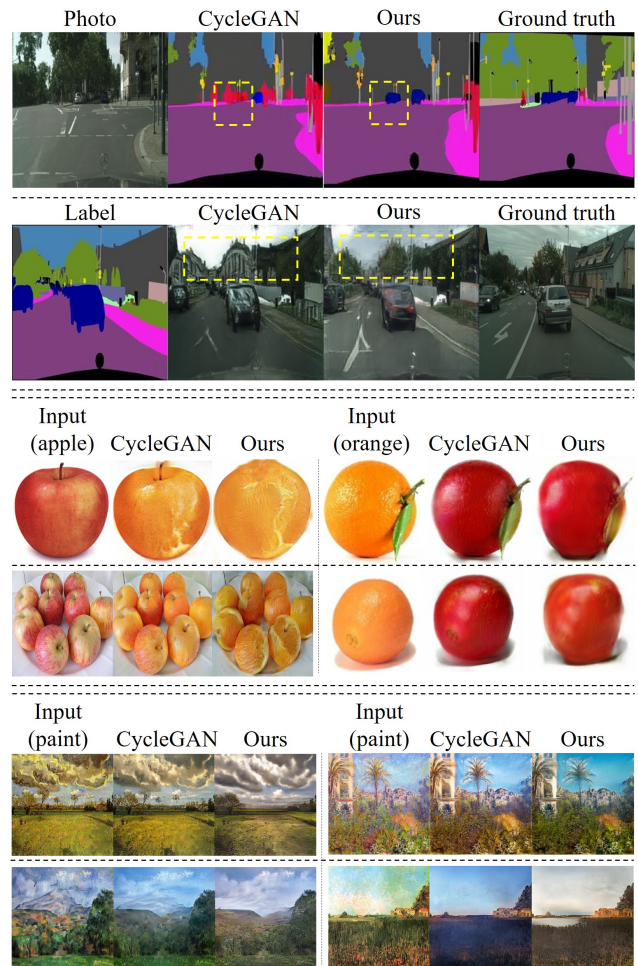 Photo CycleGAN Ours Ground truth
Label CycleGAN Ours Ground truth
Input Input
(apple) CycleGAN Ours (orange) CycleGAN Ours
Input Input
(paint) CycleGAN Ours (paint) CycleGAN Ours